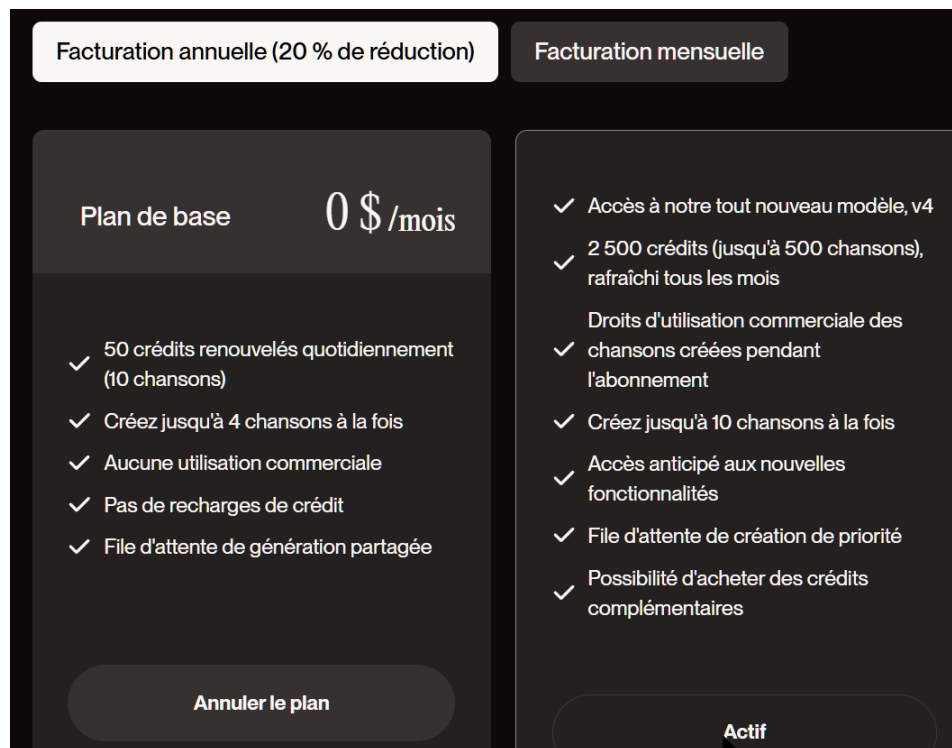 Facturation annuelle (20 % de réduction)
Facturation mensuelle
Plan de base
0 $ /mois
50 crédits renouvelés quotidiennement
(10 chansons)
Créez jusqu'à 4 chansons à la fois
Aucune utilisation commerciale
Pas de recharges de crédit
File d'attente de génération partagée
Annuler le plan
Accès à notre tout nouveau modèle, v4
2 500 crédits (jusqu'à 500 chansons),
rafraîchi tous les mois
Droits d'utilisation commerciale des
chansons créées pendant
l'abonnement
Créez jusqu'à 10 chansons à la fois
Accès anticipé aux nouvelles
fonctionnalités
File d'attente de création de priorité
Possibilité d'acheter des crédits
complémentaires
Actif